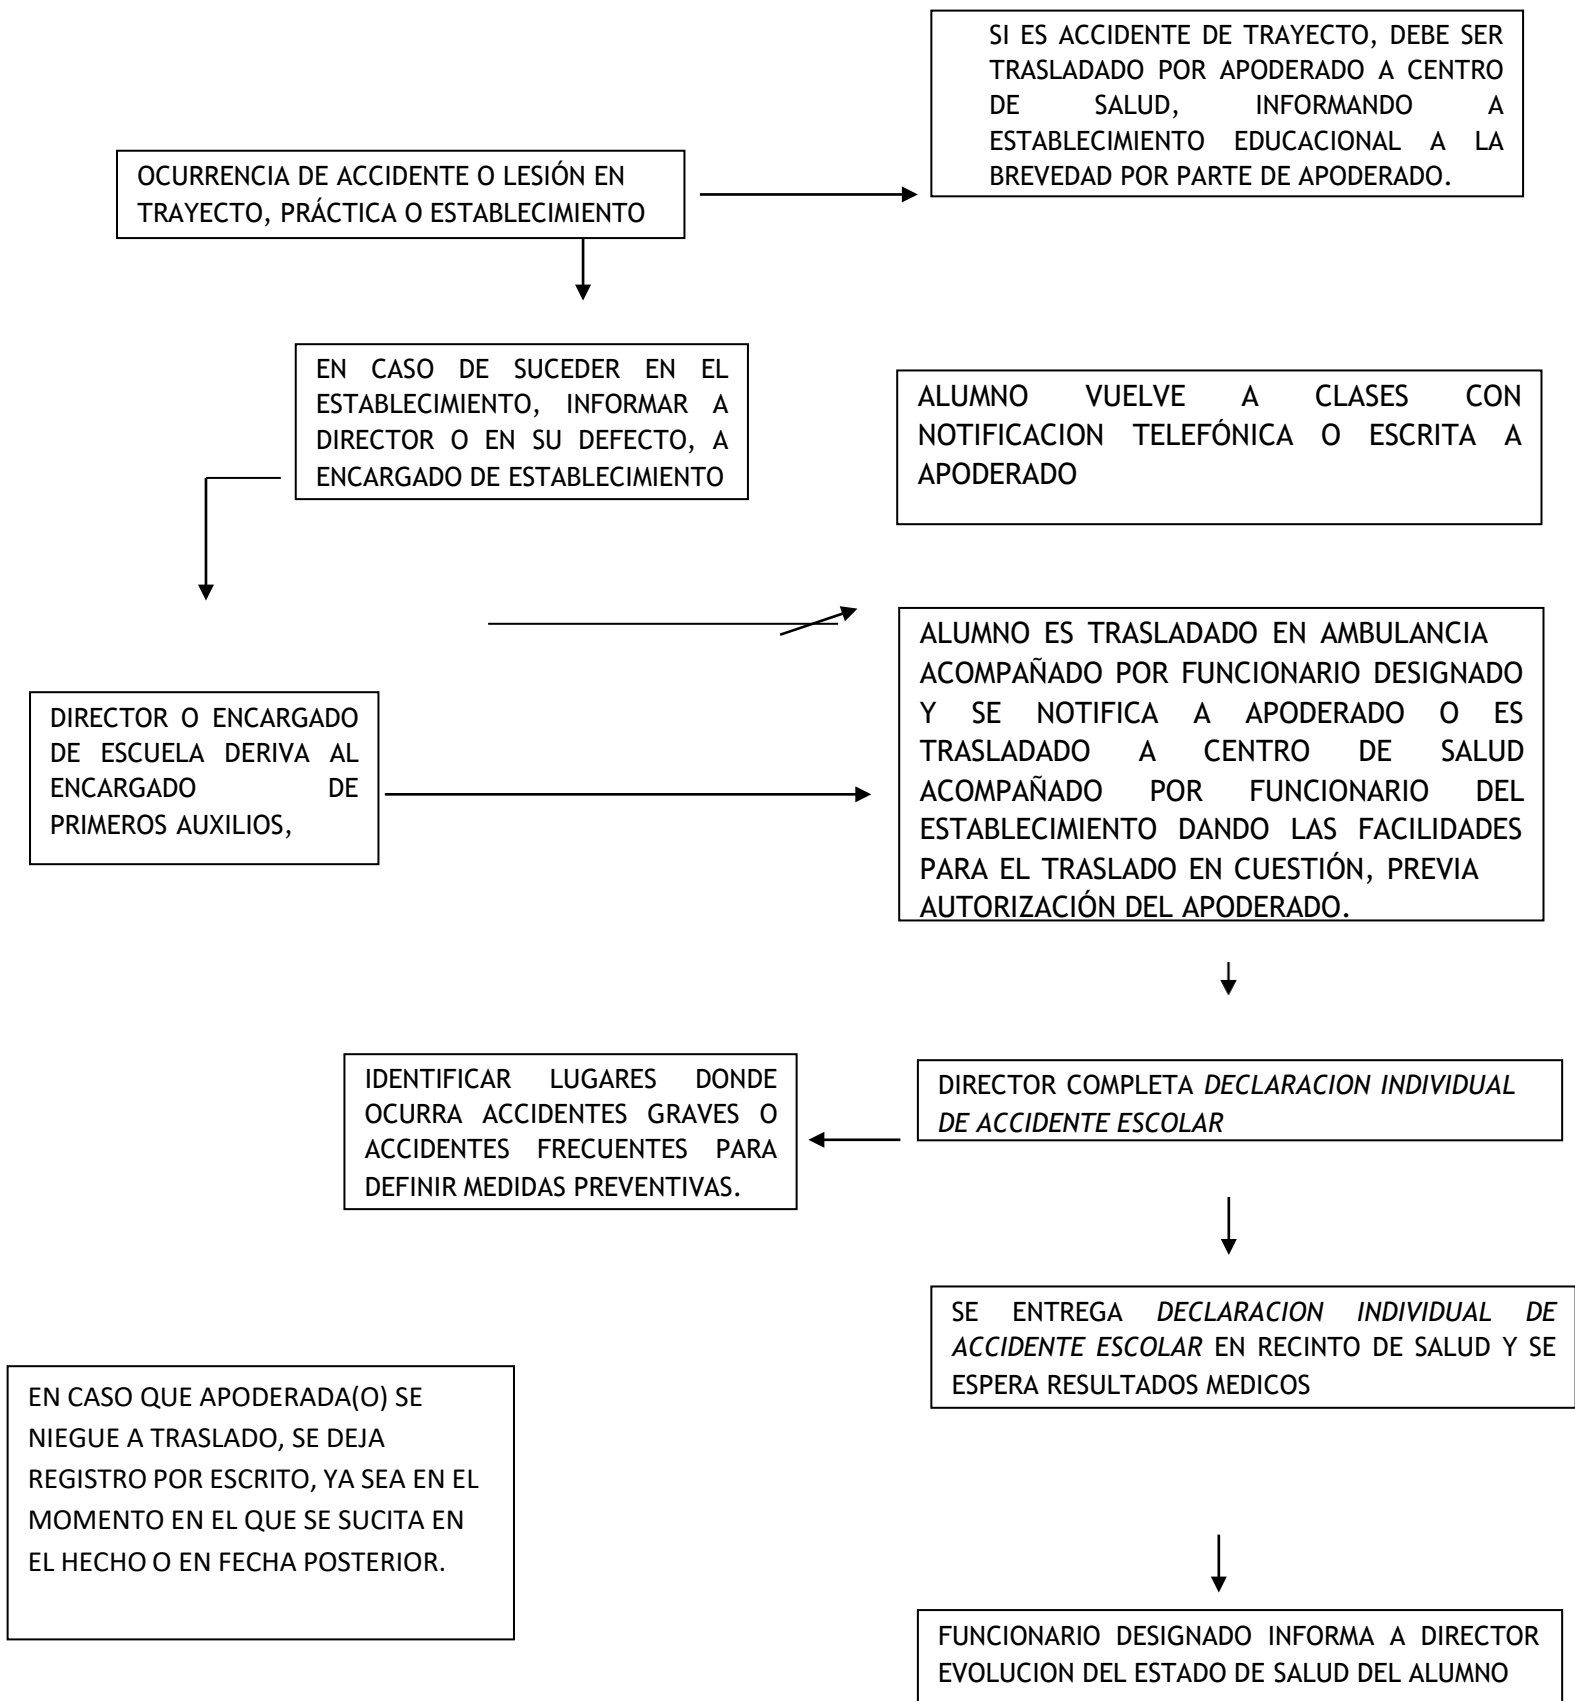 SI ES ACCIDENTE DE TRAYECTO, DEBE SER
TRASLADADO POR APODERADO A CENTRO
DE SALUD, INFORMANDO A
ESTABLECIMIENTO EDUCACIONAL A LA
BREVEDAD POR PARTE DE APODERADO.
OCURRENCIA DE ACCIDENTE O LESIÓN EN
TRAYECTO, PRÁCTICA O ESTABLECIMIENTO
EN CASO DE SUCEDER EN EL
ESTABLECIMIENTO, INFORMAR A
DIRECTOR O EN SU DEFECTO, A
ENCARGADO DE ESTABLECIMIENTO
ALUMNO VUELVE A CLASES CON
NOTIFICACION TELEFÓNICA O ESCRITA A
APODERADO
ALUMNO ES TRASLADADO EN AMBULANCIA
ACOMPAÑADO POR FUNCIONARIO DESIGNADO
Y SE NOTIFICA A APODERADO O ES
TRASLADADO A CENTRO DE SALUD
ACOMPAÑADO POR FUNCIONARIO DEL
ESTABLECIMIENTO DANDO LAS FACILIDADES
PARA EL TRASLADO EN CUESTIÓN, PREVIA
AUTORIZACIÓN DEL APODERADO.
DIRECTOR O ENCARGADO
DE ESCUELA DERIVA AL
ENCARGADO DE
PRIMEROS AUXILIOS,
IDENTIFICAR LUGARES DONDE
OCURRA ACCIDENTES GRAVES O
ACCIDENTES FRECUENTES PARA
DEFINIR MEDIDAS PREVENTIVAS.
DIRECTOR COMPLETA DECLARACION INDIVIDUAL
DE ACCIDENTE ESCOLAR
SE ENTREGA DECLARACION INDIVIDUAL DE
ACCIDENTE ESCOLAR EN RECINTO DE SALUD Y SE
ESPERA RESULTADOS MEDICOS
EN CASO QUE APODERADA(O) SE
NIEGUE A TRASLADO, SE DEJA
REGISTRO POR ESCRITO, YA SEA EN EL
MOMENTO EN EL QUE SE SUCITA EN
EL HECHO O EN FECHA POSTERIOR.
FUNCIONARIO DESIGNADO INFORMA A DIRECTOR
EVOLUCION DEL ESTADO DE SALUD DEL ALUMNO